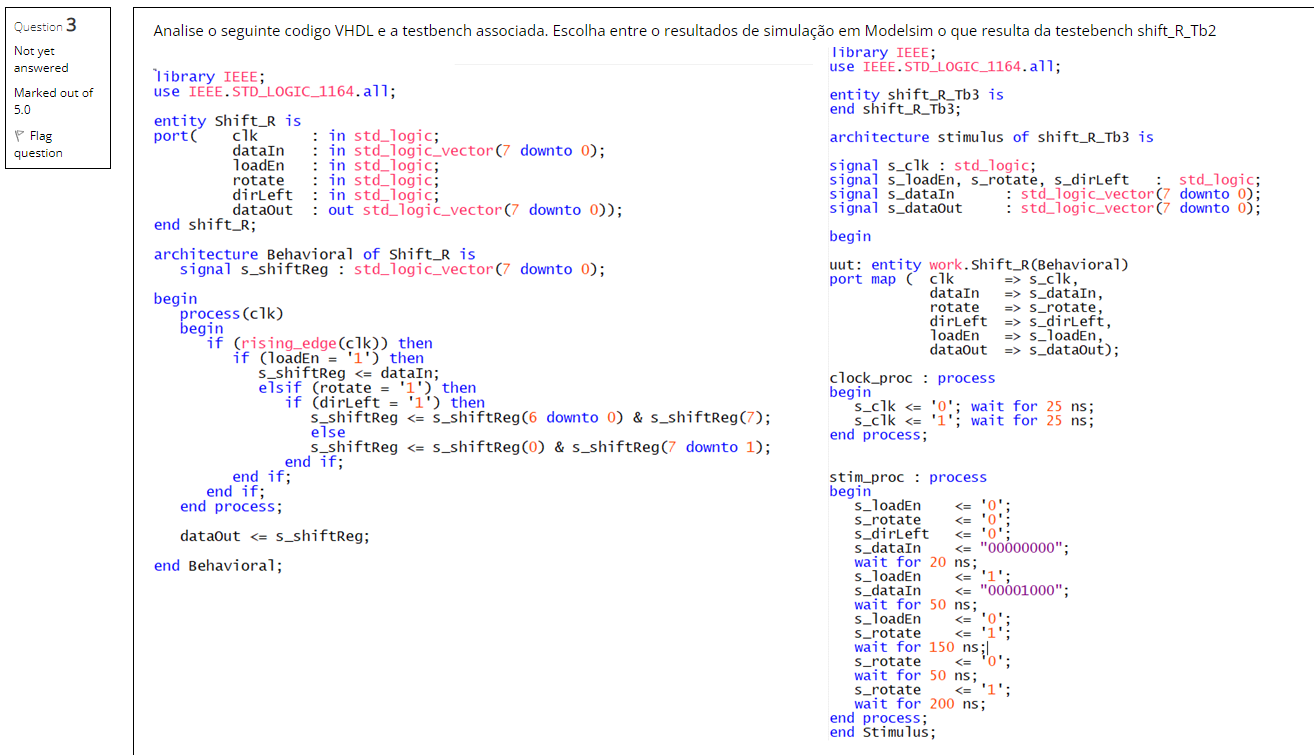 Question 3
Not yet
answered
Marked out of
5.0
Flag
question
Analise o seguinte codigo VHDL e a testbench associada. Escolha entre o resultados de simulação em Modelsim o que resulta da testebench shift_R_Tb2
library IEEE;
use IEEE.STD_LOGIC_1164.all;

entity Shift_R is
port(    clk      : in std_logic;
         dataIn   : in std_logic_vector(7 downto 0);
         loadEn   : in std_logic;
         rotate   : in std_logic;
         dirLeft  : in std_logic;
         dataOut  : out std_logic_vector(7 downto 0));
end shift_R;

architecture Behavioral of Shift_R is
   signal s_shiftReg : std_logic_vector(7 downto 0);

begin
   process(clk)
   begin
      if (rising_edge(clk)) then
         if (loadEn = '1') then
            s_shiftReg <= dataIn;
            elsif (rotate = '1') then
               if (dirLeft = '1') then
                  s_shiftReg <= s_shiftReg(6 downto 0) & s_shiftReg(7);
                  else
                  s_shiftReg <= s_shiftReg(0) & s_shiftReg(7 downto 1);
               end if;
         end if;
      end if;
   end process;

   dataOut <= s_shiftReg;

end Behavioral;
library IEEE;
use IEEE.STD_LOGIC_1164.all;

entity shift_R_Tb3 is
end shift_R_Tb3;

architecture stimulus of shift_R_Tb3 is

signal s_clk : std_logic;
signal s_loadEn, s_rotate, s_dirLeft   :  std_logic;
signal s_dataIn      : std_logic_vector(7 downto 0);
signal s_dataOut     : std_logic_vector(7 downto 0);

begin

uut: entity work.Shift_R(Behavioral)
port map (  clk      => s_clk,
            dataIn   => s_dataIn,
            rotate   => s_rotate,
            dirLeft  => s_dirLeft,
            loadEn   => s_loadEn,
            dataOut  => s_dataOut);

clock_proc : process
begin
   s_clk <= '0'; wait for 25 ns;
   s_clk <= '1'; wait for 25 ns;
end process;

stim_proc : process
begin
   s_loadEn    <= '0';
   s_rotate    <= '0';
   s_dirLeft   <= '0';
   s_dataIn    <= "00000000";
   wait for 20 ns;
   s_loadEn    <= '1';
   s_dataIn    <= "00001000";
   wait for 50 ns;
   s_loadEn    <= '0';
   s_rotate    <= '1';
   wait for 150 ns;
   s_rotate    <= '0';
   wait for 50 ns;
   s_rotate    <= '1';
   wait for 200 ns;
end process;
end Stimulus;